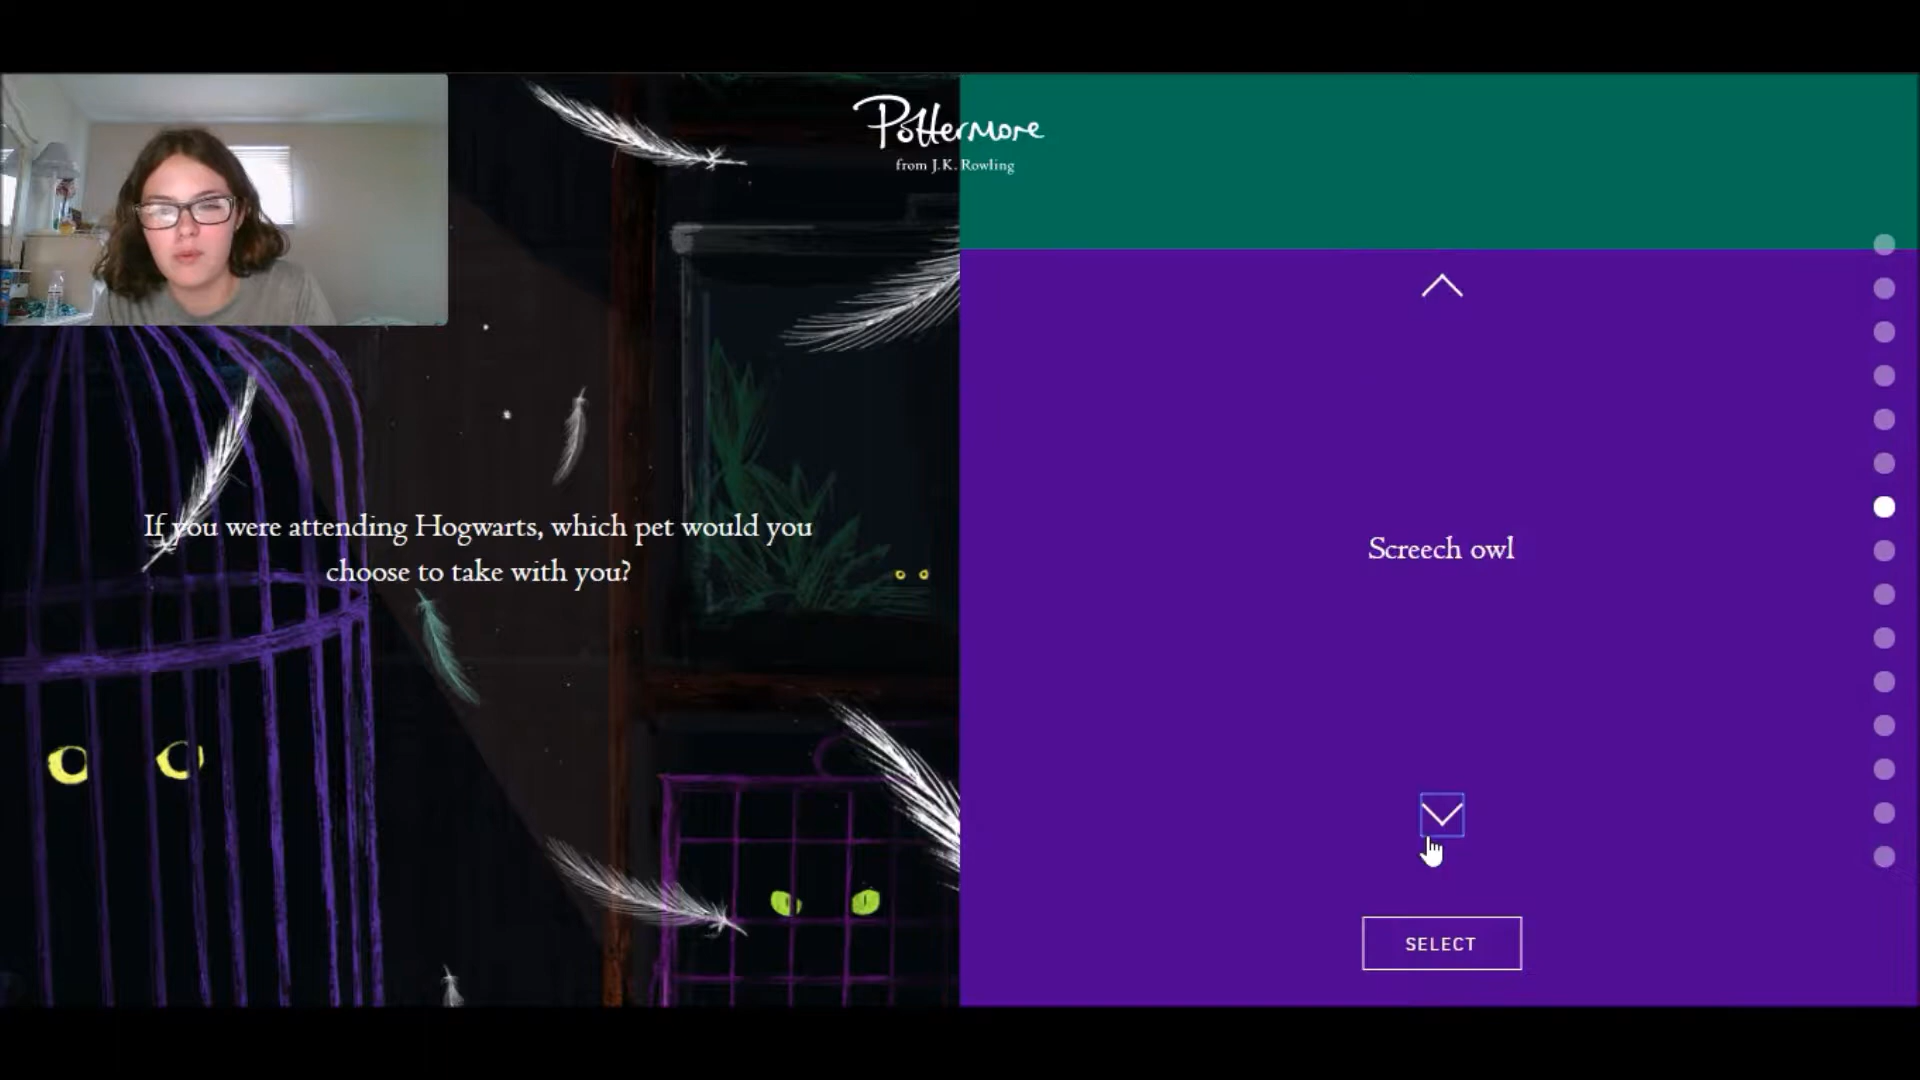 Pottermore
from J.K. Rowling
If you were attending Hogwarts, which pet would you
choose to take with you?
Screech owl
SELECT